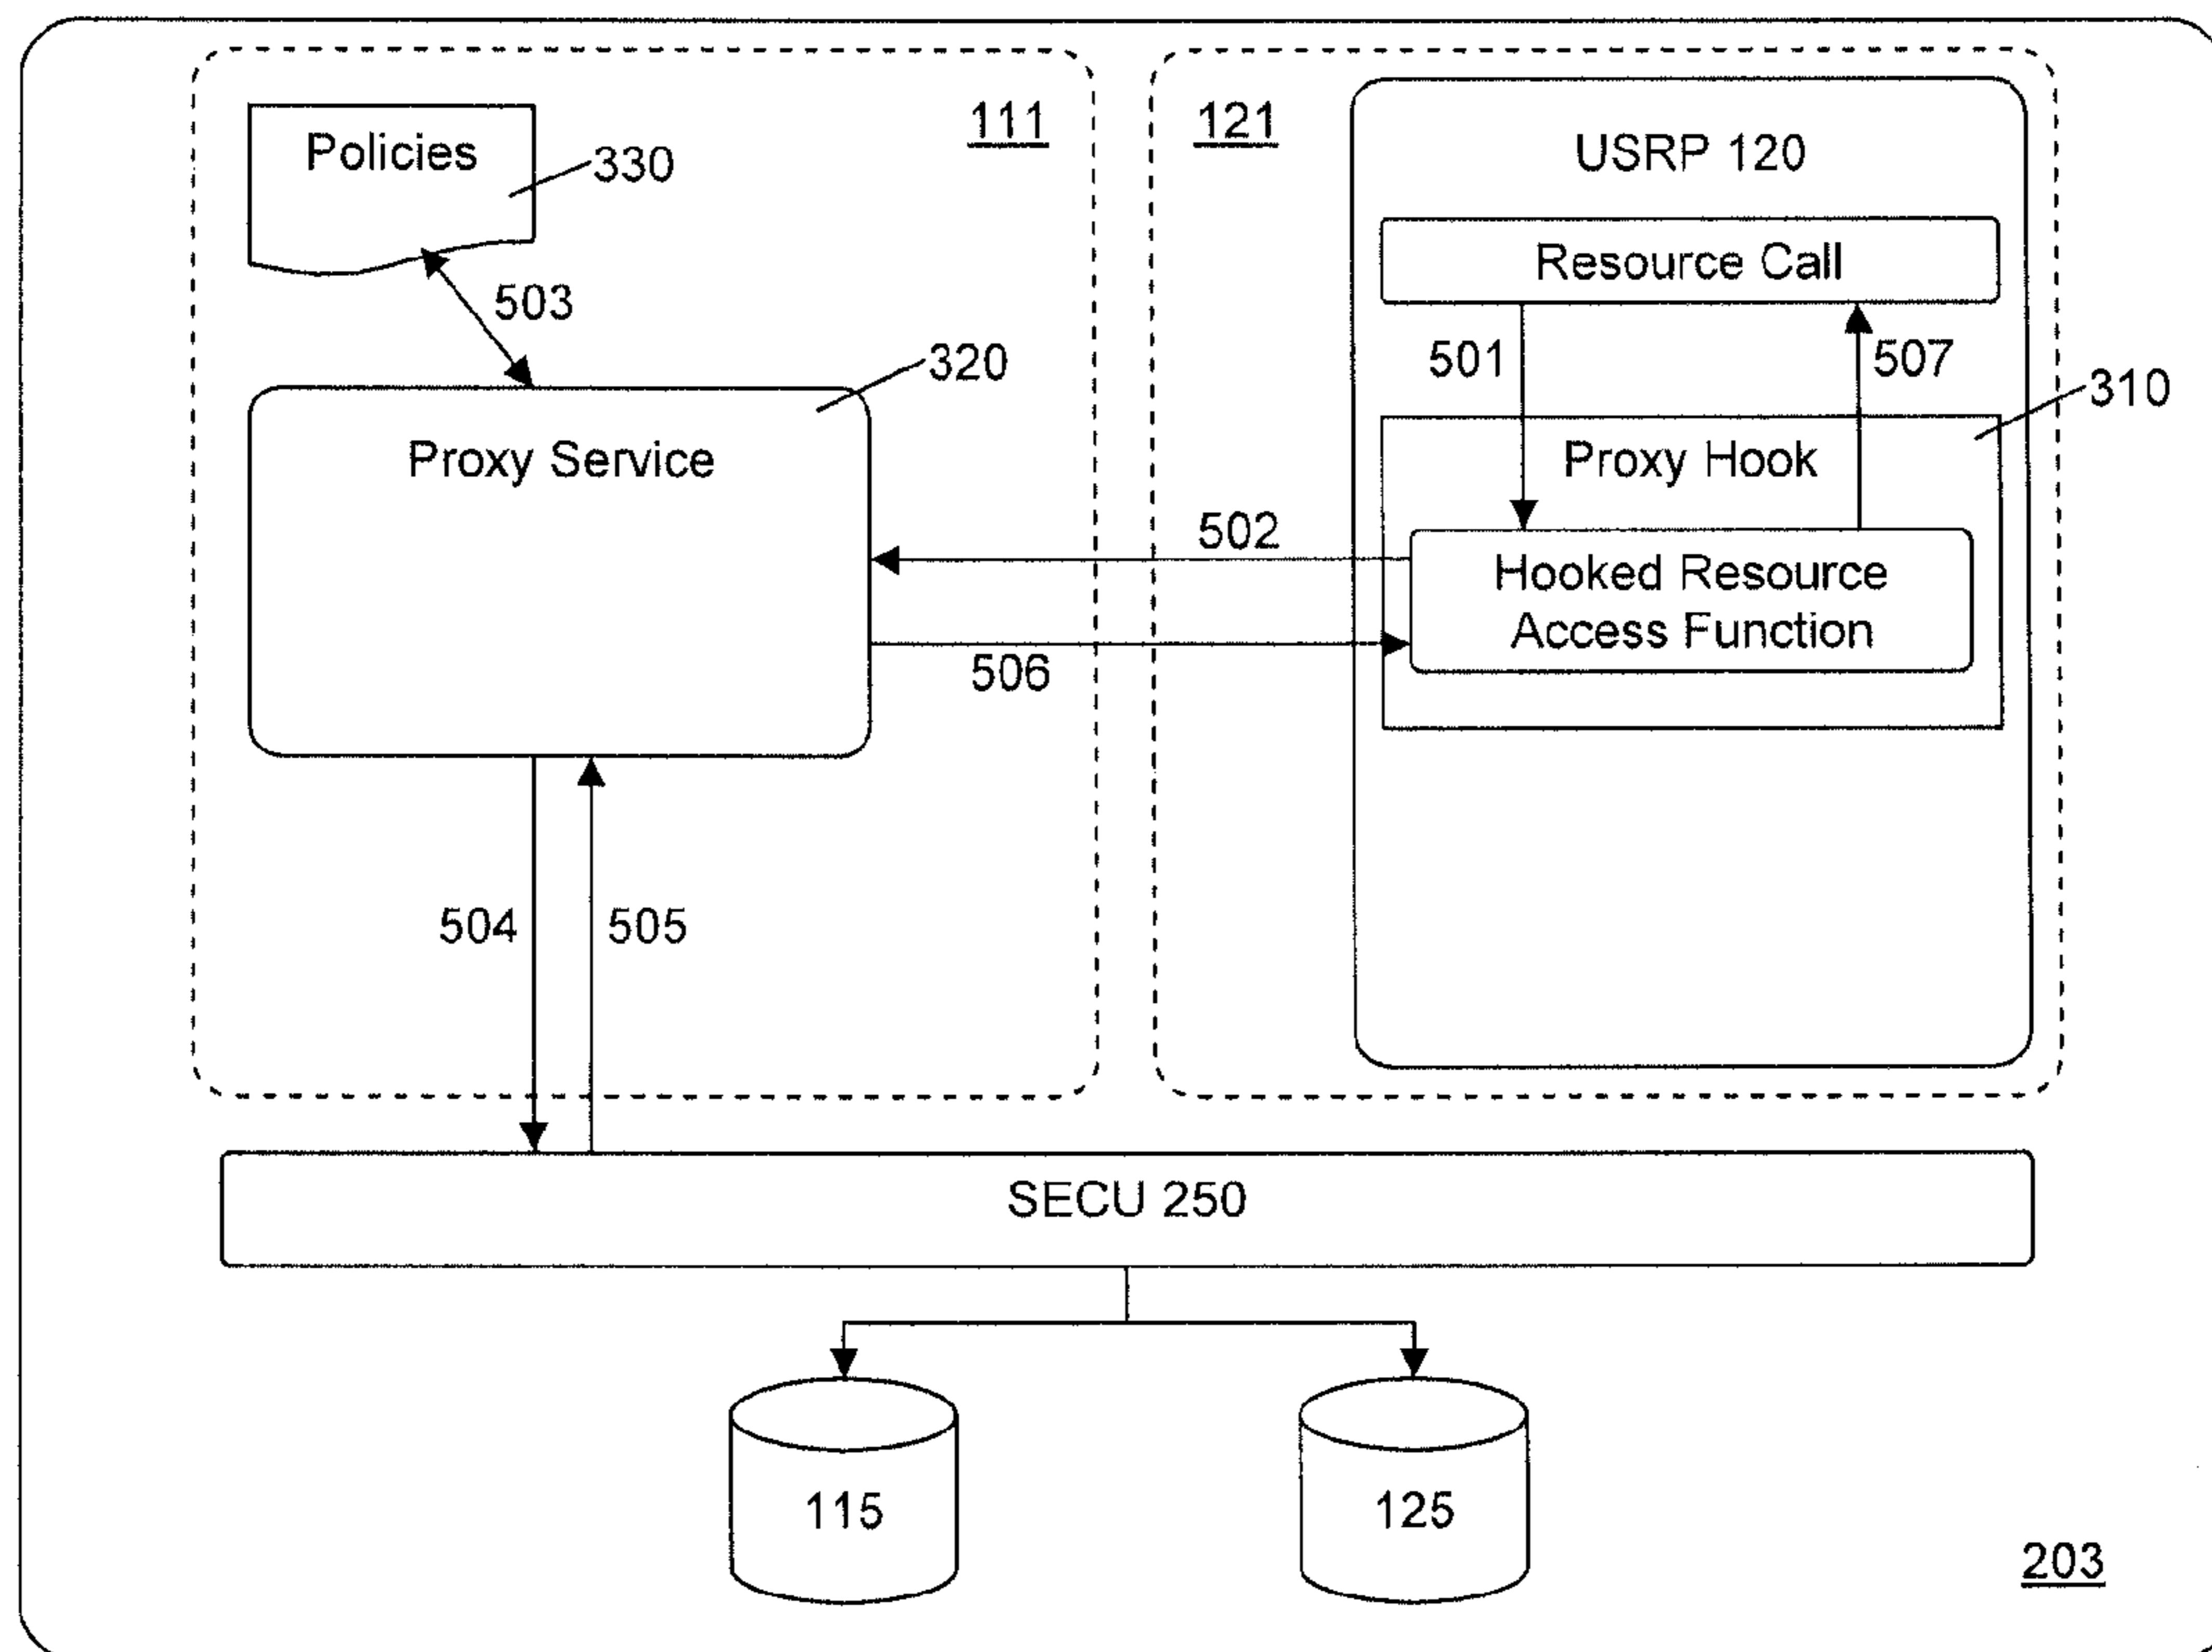 Policies
330
111
121
USRP 120
Resource Call
503
501
507
320
310
Proxy Service
Proxy Hook
502
Hooked Resource
Access Function
506
504
505
SECU 250
115
125
203